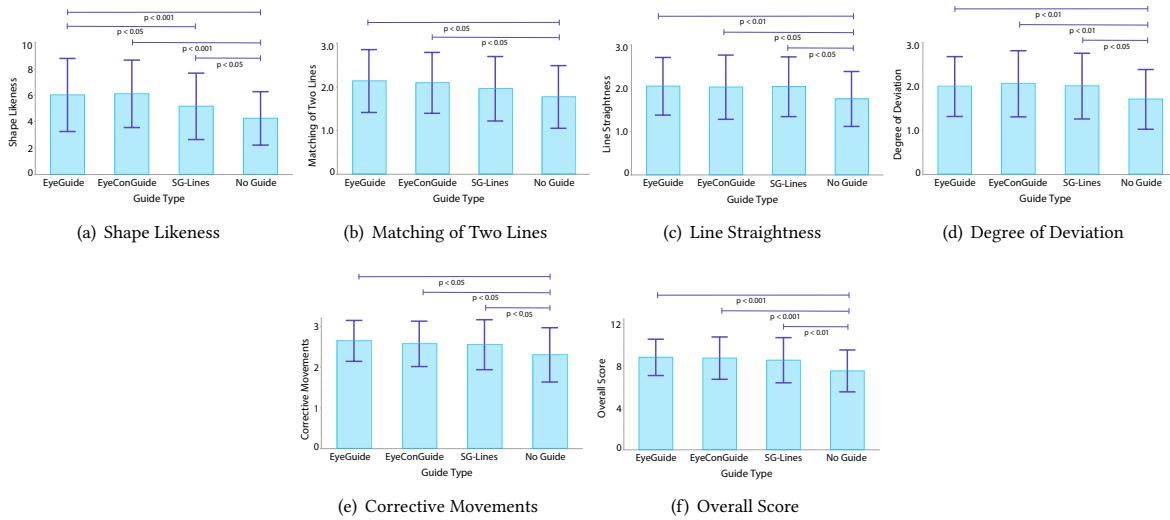 p < 0.001
p < 0.05
p < 0.001
p < 0.05
Shape Likeness
10
8
6
4
2
0
EyeGuide EyeConGuide SG-Lines No Guide
Guide Type
(a) Shape Likeness
p < 0.05
p < 0.05
Matching of Two Lines
3.0
2.0
1.0
0
EyeGuide EyeConGuide SG-Lines No Guide
Guide Type
(b) Matching of Two Lines
p < 0.01
p < 0.05
p < 0.05
Line Straightness
3.0
2.0
1.0
0
EyeGuide EyeConGuide SG-Lines No Guide
Guide Type
(c) Line Straightness
p < 0.01
p < 0.01
p < 0.05
Degree of Deviation
3.0
2.0
1.0
0
EyeGuide EyeConGuide SG-Lines No Guide
Guide Type
(d) Degree of Deviation
p < 0.05
p < 0.05
p < 0.05
Corrective Movements
3
2
1
0
EyeGuide EyeConGuide SG-Lines No Guide
Guide Type
(e) Corrective Movements
p < 0.001
p < 0.001
p < 0.01
Overall Score
12
8
4
0
EyeGuide EyeConGuide SG-Lines No Guide
Guide Type
(f) Overall Score